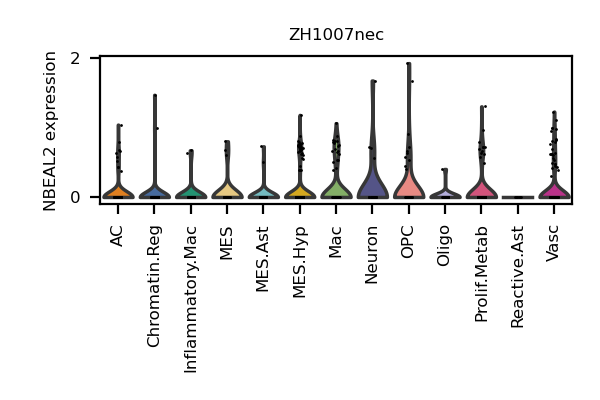 ZH1007nec
NBEAL2 expression
2
0
AC
Chromatin.Reg
Inflammatory.Mac
MES
MES.Ast
MES.Hyp
Mac
Neuron
OPC
Oligo
Prolif.Metab
Reactive.Ast
Vasc